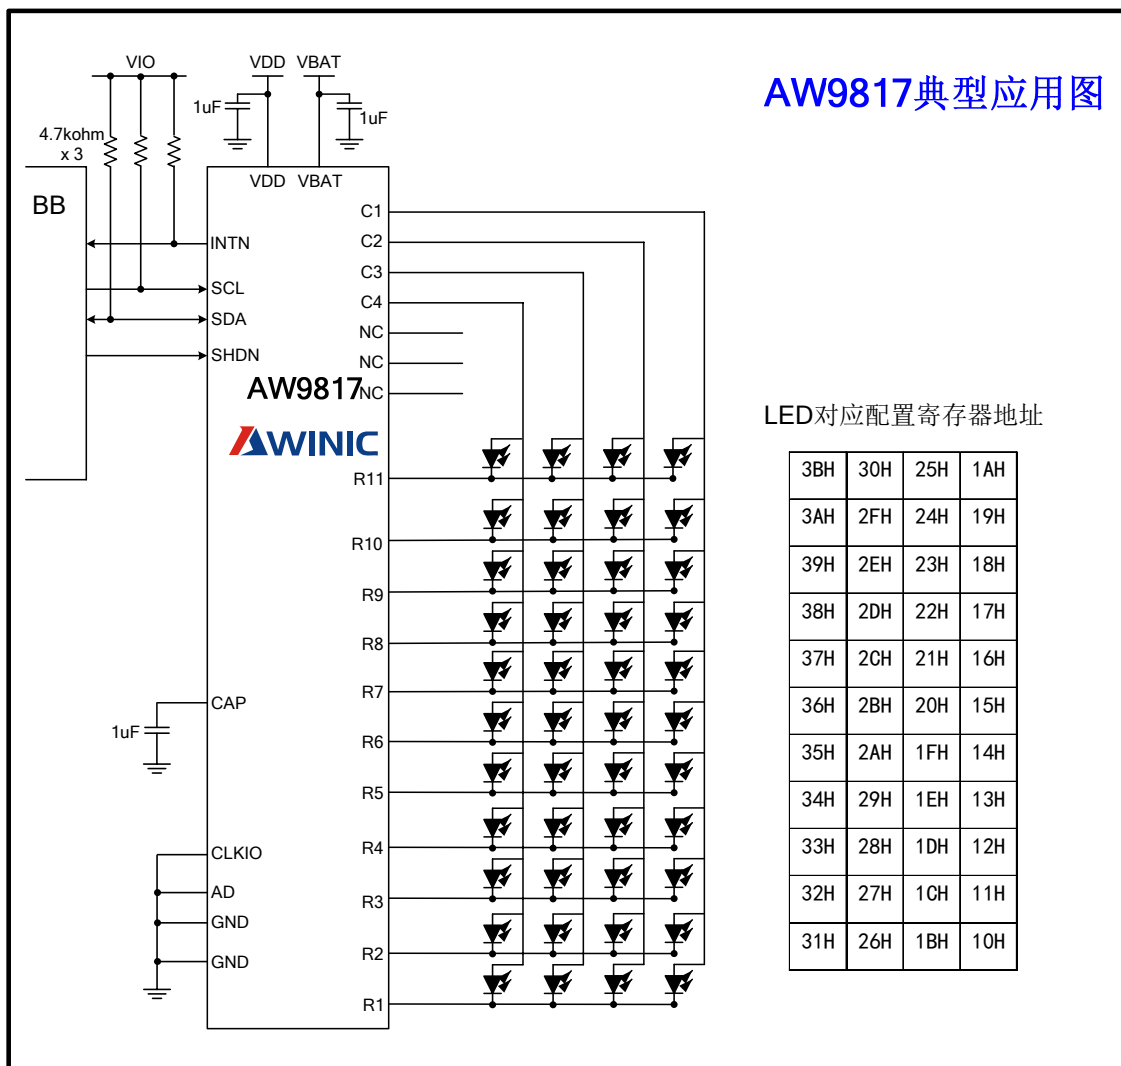 AW9817典型应用图
VIO
VDD
VBAT
1uF
1uF
4.7kohm
x 3
VDD
VBAT
BB
C1
INTN
C2
C3
SCL
C4
SDA
NC
SHDN
NC
AW9817
NC
AWINIC
LED对应配置寄存器地址
R11
R10
R9
R8
R7
CAP
1uF
R6
R5
R4
CLKIO
AD
R3
GND
R2
GND
R1
3BH 30H 25H 1AH
3AH 2FH 24H 19H
39H 2EH 23H 18H
38H 2DH 22H 17H
37H 2CH 21H 16H
36H 2BH 20H 15H
35H 2AH 1FH 14H
34H 29H 1EH 13H
33H 28H 1DH 12H
32H 27H 1CH 11H
31H 26H 1BH 10H